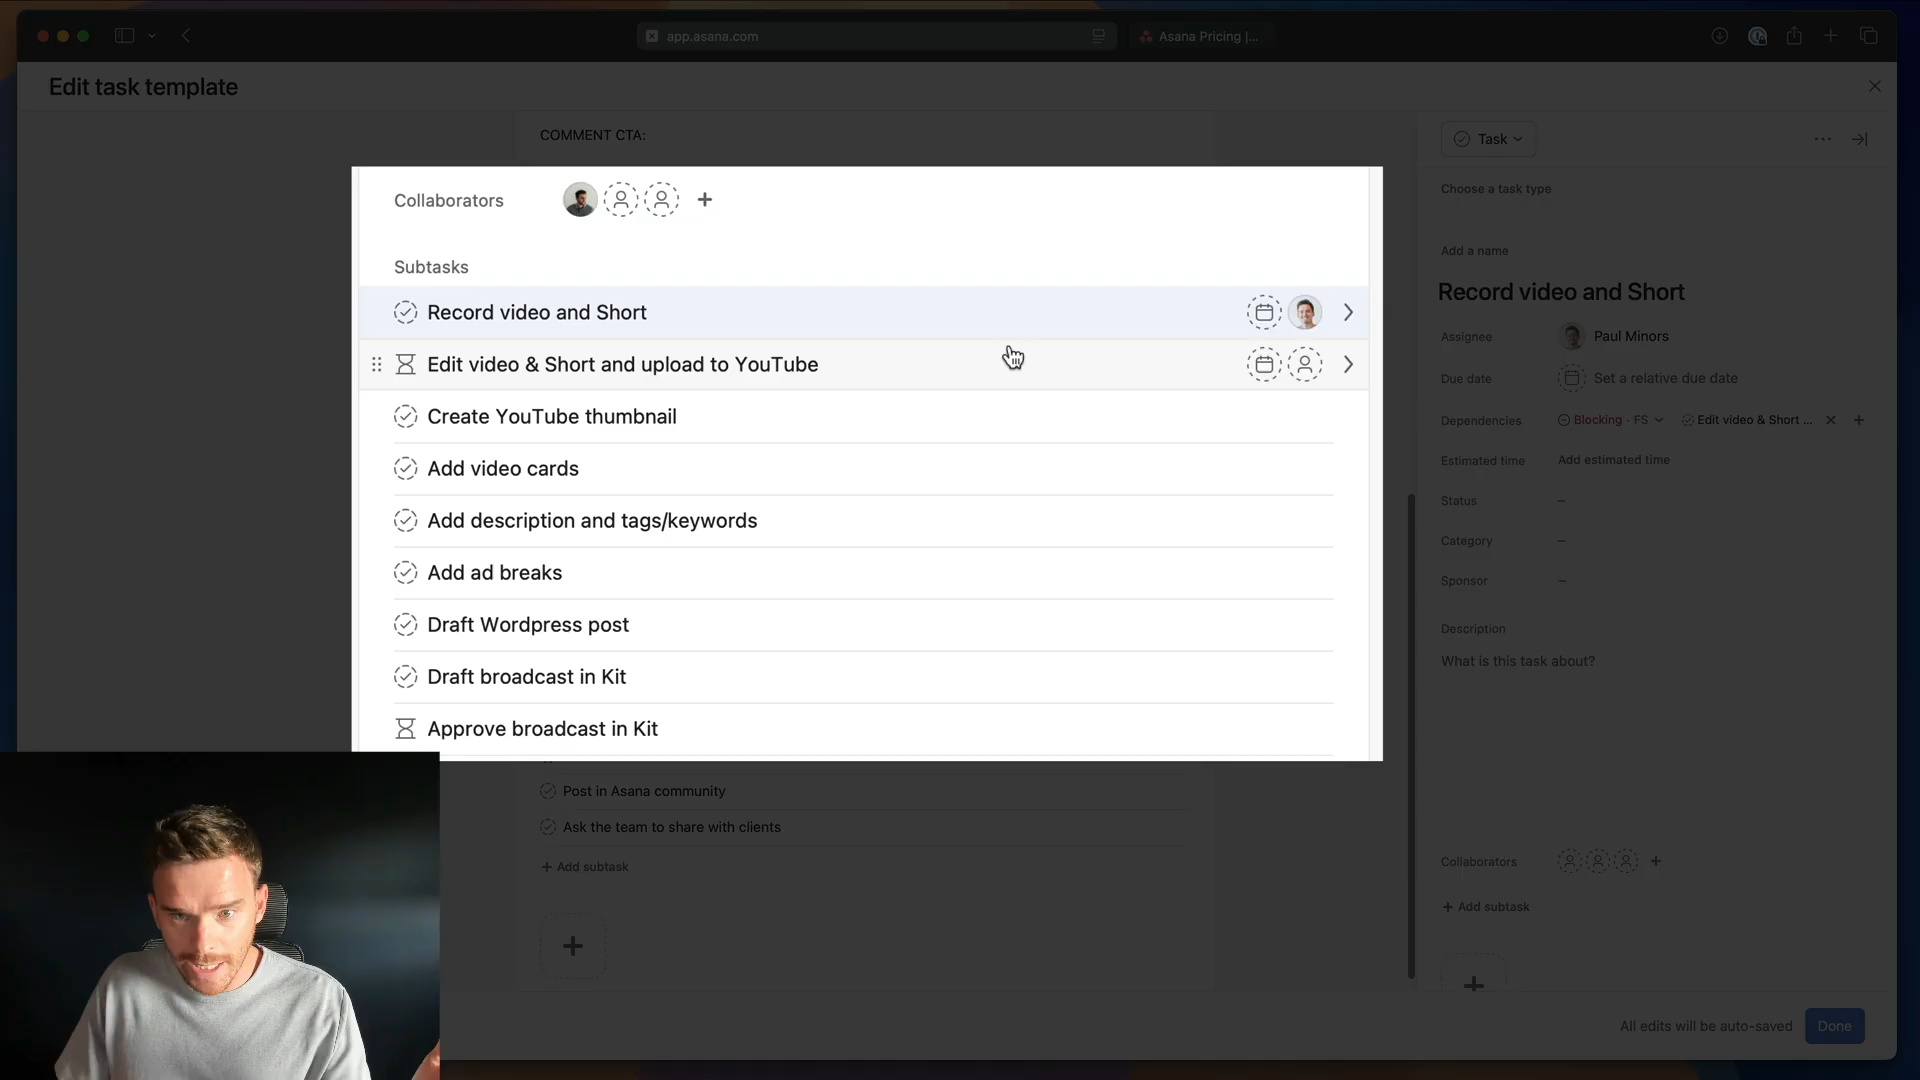 app.asana.com
Asana Pricing |...
Edit task template
COMMENT CTA:
Collaborators
Subtasks
Record video and Short
Edit video & Short and upload to YouTube
Create YouTube thumbnail
Add video cards
Add description and tags/keywords
Add ad breaks
Draft Wordpress post
Draft broadcast in Kit
Approve broadcast in Kit
Post in Asana community
Ask the team to share with clients
+ Add subtask
Task
Choose a task type
Add a name
Record video and Short
Assignee Paul Minors
Due date Set a relative due date
Dependencies Blocking · FS Edit video & Short ...
Estimated time Add estimated time
Status –
Category –
Sponsor –
Description
What is this task about?
Collaborators
+ Add subtask
All edits will be auto-saved Done